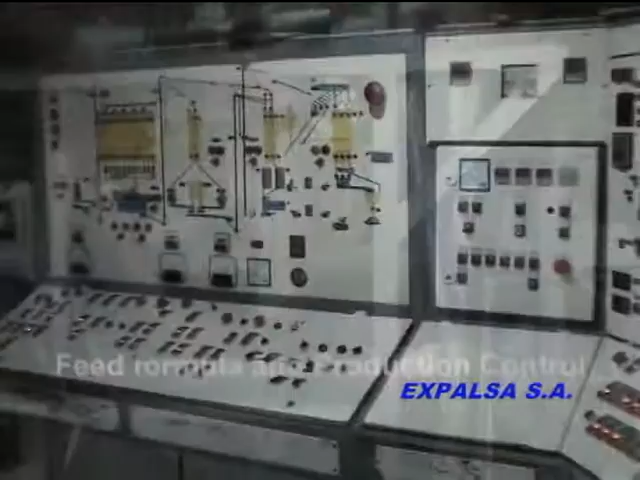 Feed formula and Production Control
EXPALSA S.A.